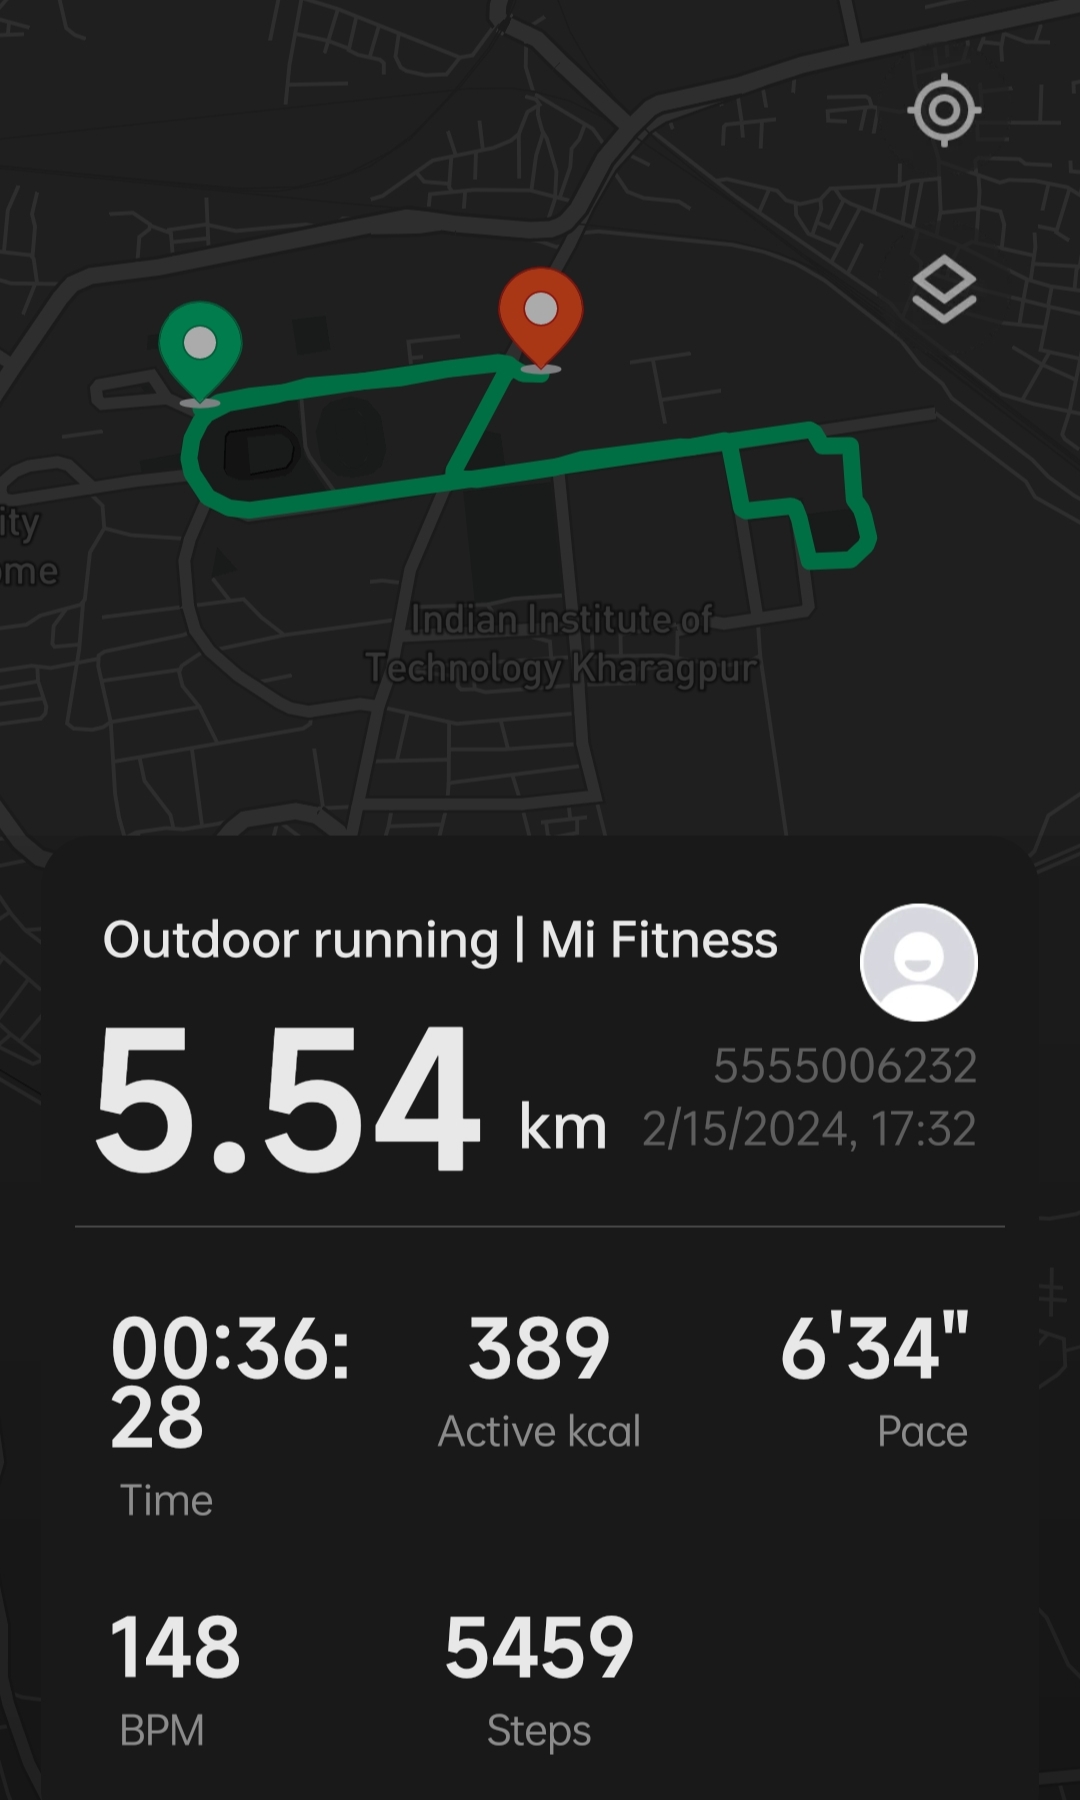 ity
ome
Indian Institute of
Technology Kharagpur
Outdoor running | Mi Fitness
5.54 km
5555006232
2/15/2024, 17:32
00:36:
28
Time
389
Active kcal
6'34"
Pace
148
BPM
5459
Steps